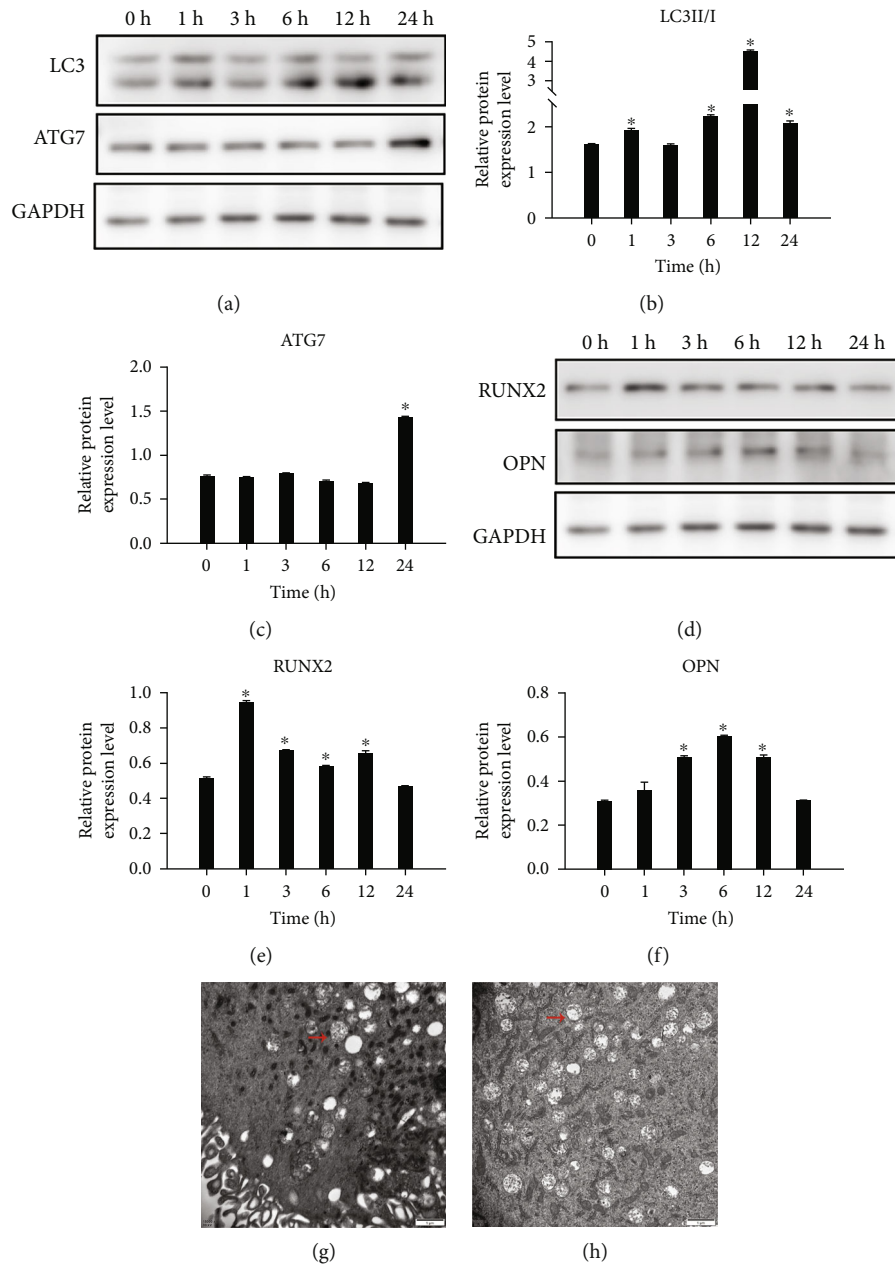 0 h 1 h 3 h 6 h 12 h 24 h
LC3
ATG7
GAPDH
(a)
LC3II/I
Relative protein
expression level
5
4
3
2
1
0
* * * *
0 1 3 6 12 24
Time (h)
(b)
ATG7
Relative protein
expression level
2.0
1.5
1.0
0.5
0.0
*
0 1 3 6 12 24
Time (h)
(c)
0 h 1 h 3 h 6 h 12 h 24 h
RUNX2
OPN
GAPDH
(d)
RUNX2
Relative protein
expression level
1.0
0.8
0.6
0.4
0.2
0.0
* * * *
0 1 3 6 12 24
Time (h)
(e)
OPN
Relative protein
expression level
0.8
0.6
0.4
0.2
0.0
* * *
0 1 3 6 12 24
Time (h)
(f)
(g)
(h)